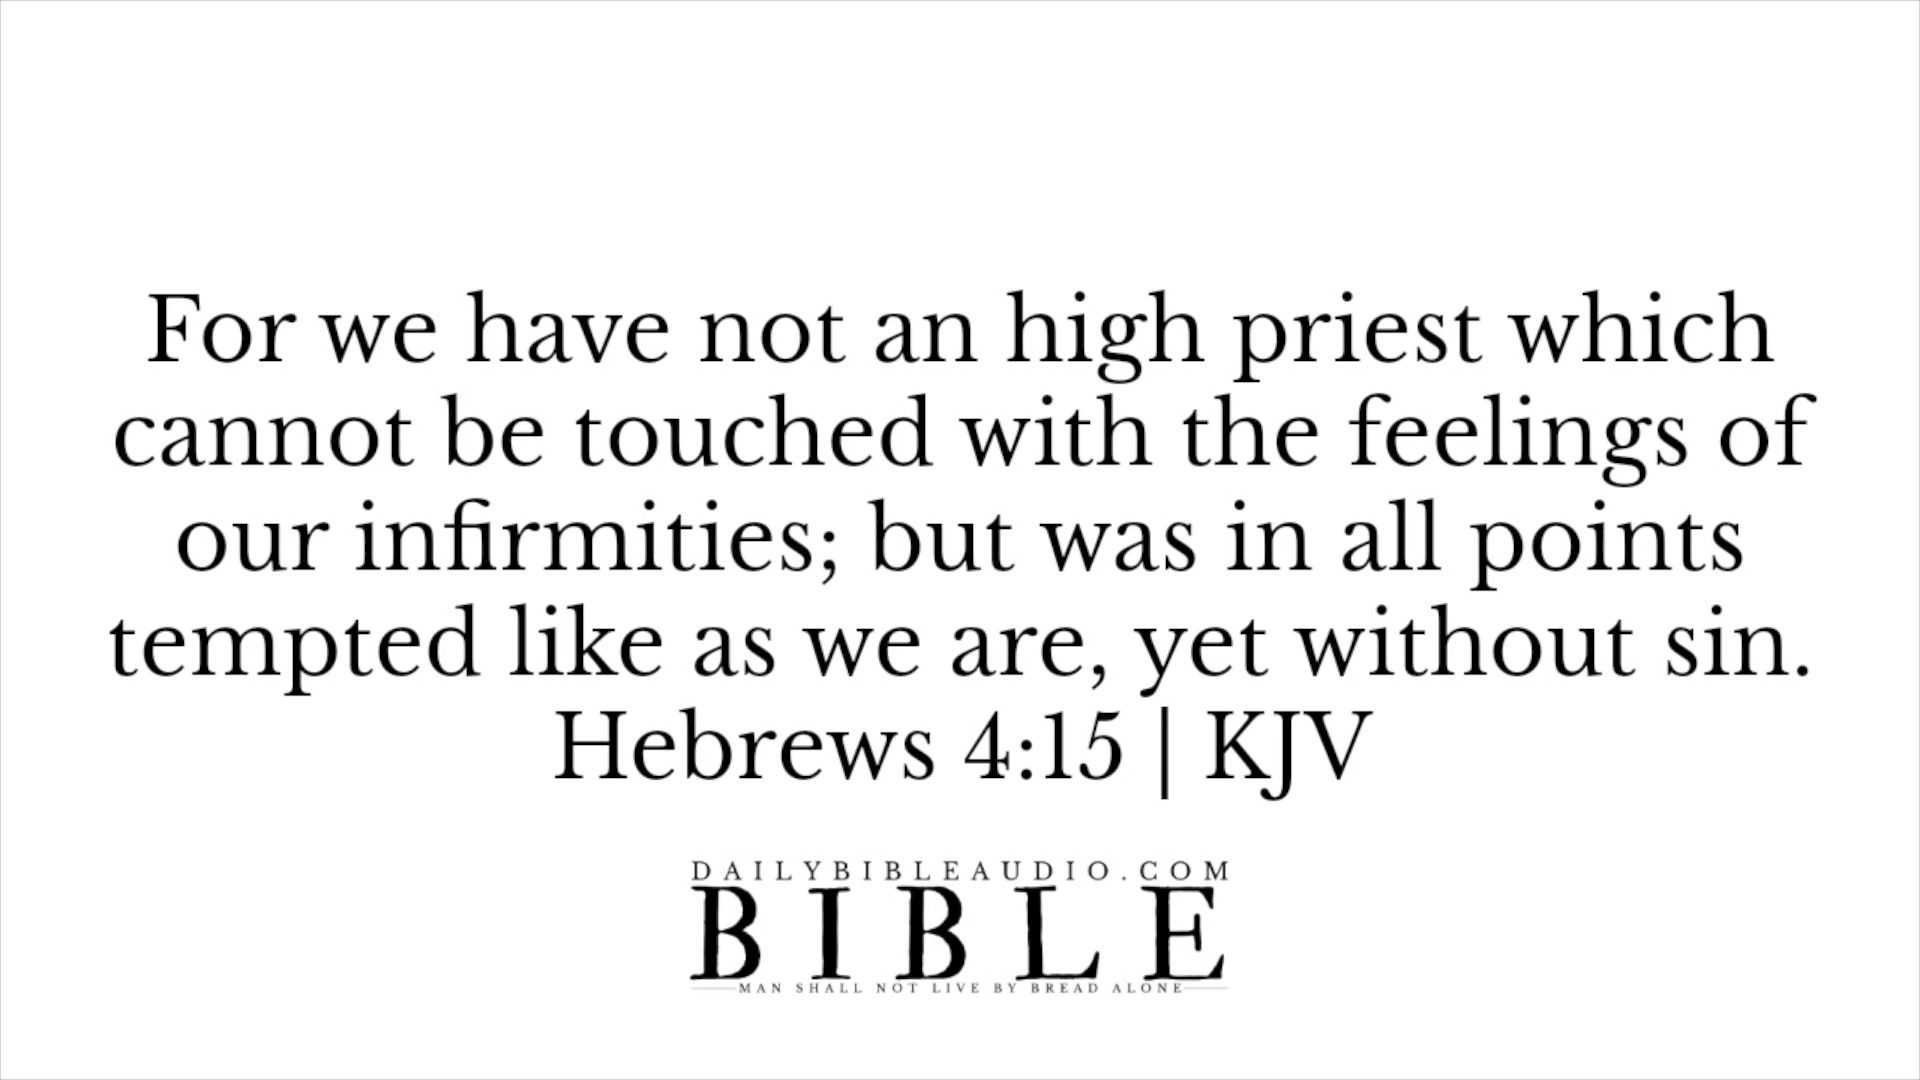 For we have not an high priest which
cannot be touched with the feelings of
our infirmities; but was in all points
tempted like as we are, yet without sin.
Hebrews 4:15 | KJV
DAILYBIBLEAUDIO.COM
BIBLE
MAN SHALL NOT LIVE BY BREAD ALONE